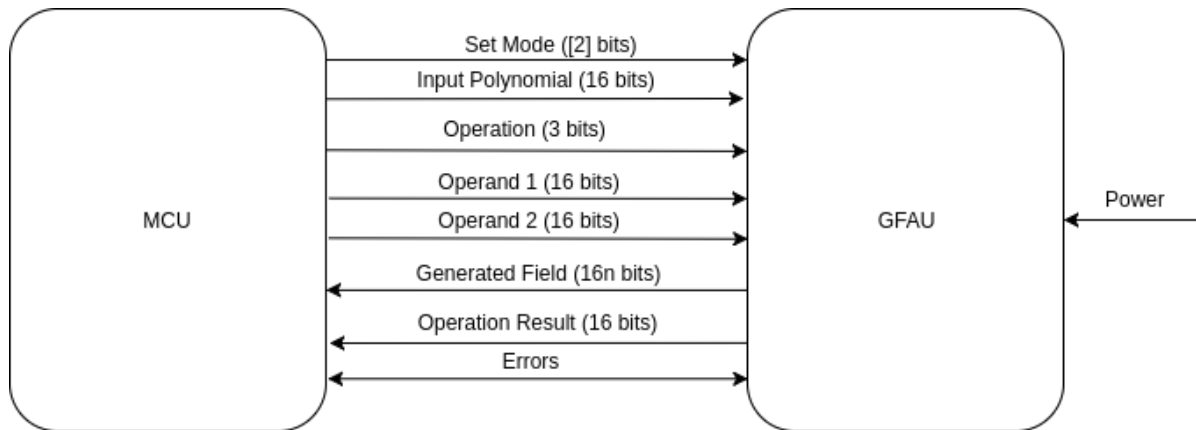 Set Mode ([2] bits)
Input Polynomial (16 bits)
Operation (3 bits)
Operand 1 (16 bits)
Power
MCU
Operand 2 (16 bits)
GFAU
Generated Field (16n bits)
Operation Result (16 bits)
Errors